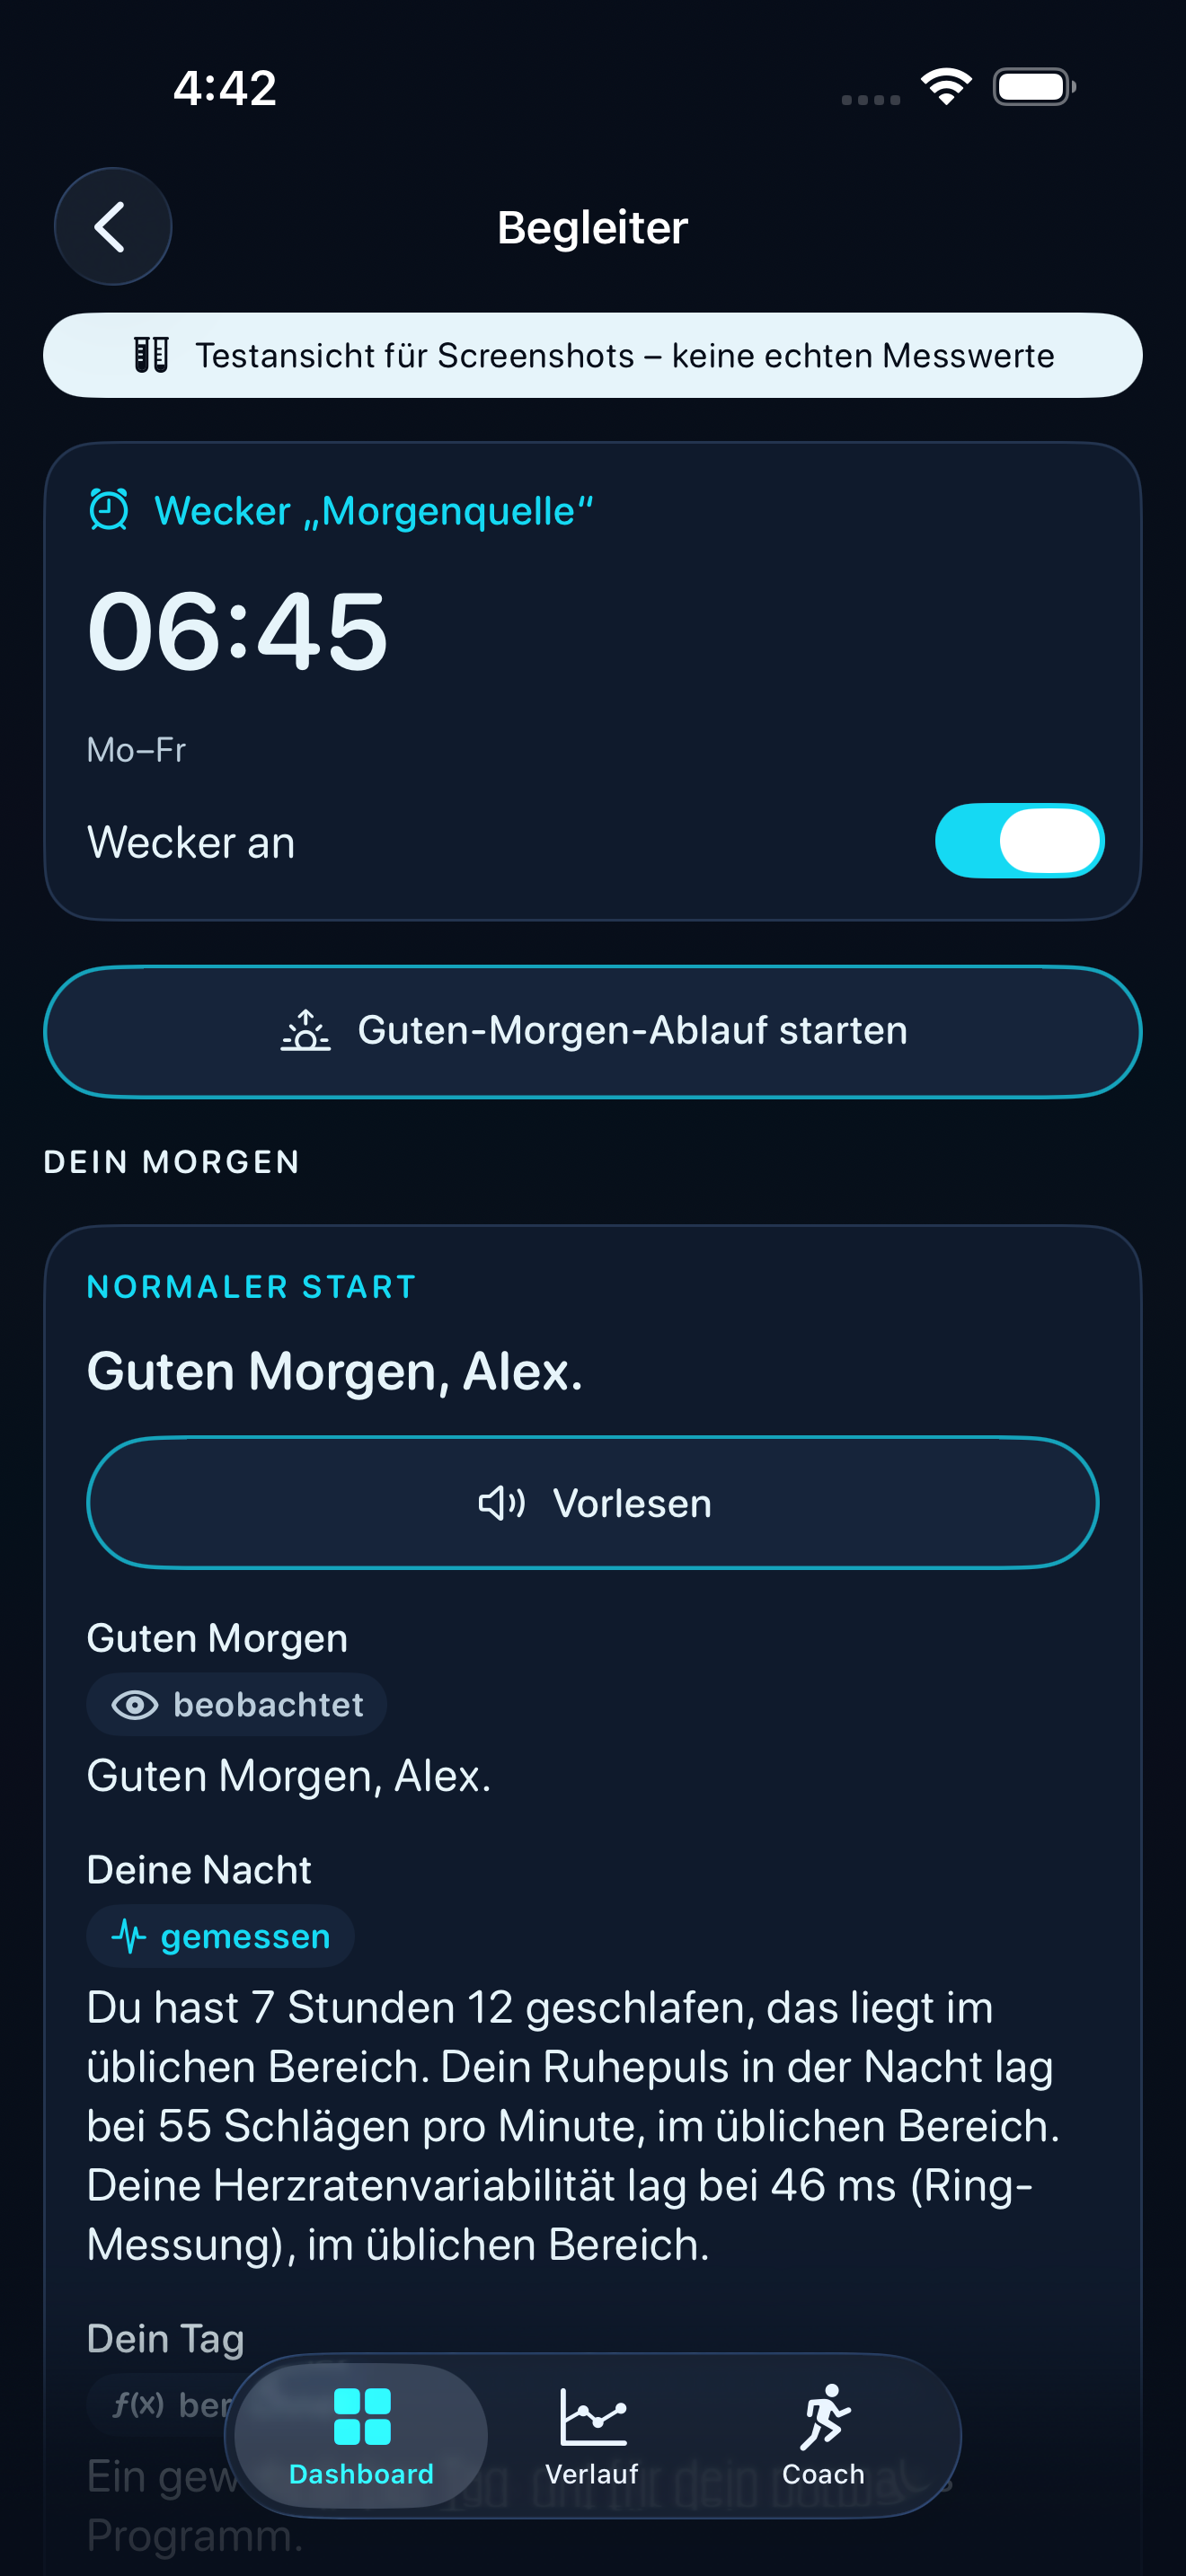 4:42
Begleiter
Testansicht für Screenshots – keine echten Messwerte
Wecker „Morgenquelle“
06:45
Mo–Fr
Wecker an
Guten-Morgen-Ablauf starten
DEIN MORGEN
NORMALER START
Guten Morgen, Alex.
Vorlesen
Guten Morgen
beobachtet
Guten Morgen, Alex.
Deine Nacht
gemessen
Du hast 7 Stunden 12 geschlafen, das liegt im
üblichen Bereich. Dein Ruhepuls in der Nacht lag
bei 55 Schlägen pro Minute, im üblichen Bereich.
Deine Herzratenvariabilität lag bei 46 ms (Ring-
Messung), im üblichen Bereich.
Dein Tag
f(x)
Ein
Programm.
Dashboard
Verlauf
Coach